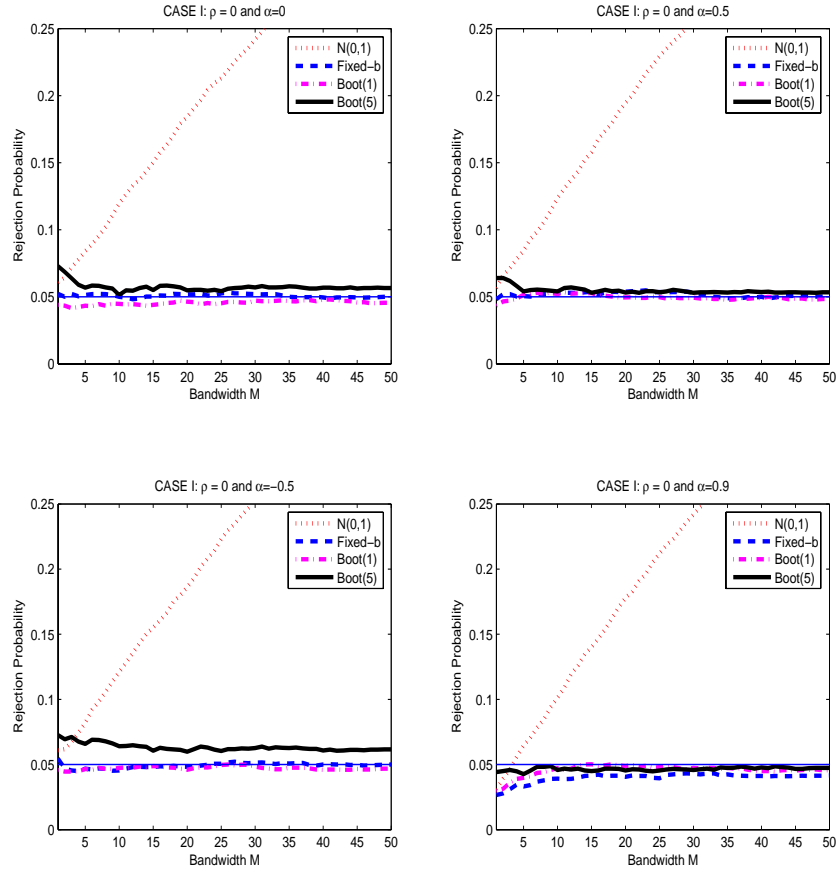 CASE I: ρ = 0 and α=0
0.25
0.2
0.15
0.1
0.05
0
Rejection Probability
5 10 15 20 25 30 35 40 45 50
Bandwidth M
N(0,1)
Fixed−b
Boot(1)
Boot(5)
CASE I: ρ = 0 and α=0.5
0.25
0.2
0.15
0.1
0.05
0
Rejection Probability
5 10 15 20 25 30 35 40 45 50
Bandwidth M
N(0,1)
Fixed−b
Boot(1)
Boot(5)
CASE I: ρ = 0 and α=−0.5
0.25
0.2
0.15
0.1
0.05
0
Rejection Probability
5 10 15 20 25 30 35 40 45 50
Bandwidth M
N(0,1)
Fixed−b
Boot(1)
Boot(5)
CASE I: ρ = 0 and α=0.9
0.25
0.2
0.15
0.1
0.05
0
Rejection Probability
5 10 15 20 25 30 35 40 45 50
Bandwidth M
N(0,1)
Fixed−b
Boot(1)
Boot(5)